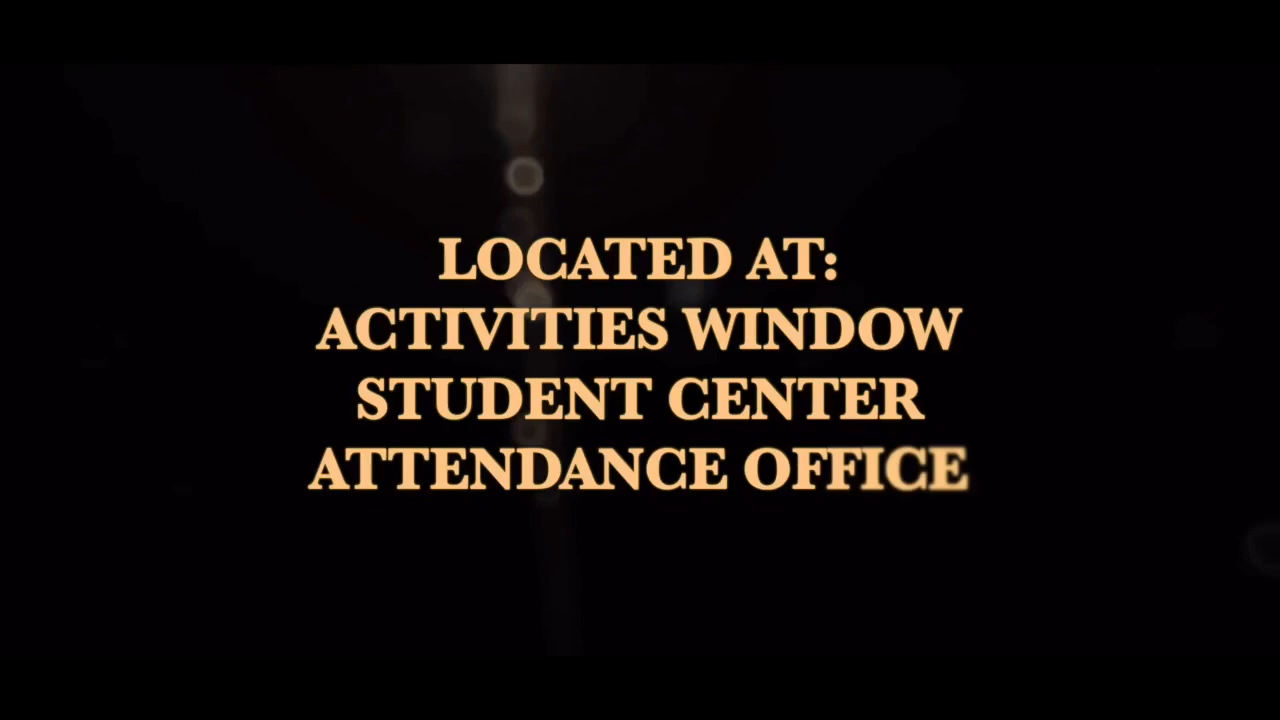 LOCATED AT:
ACTIVITIES WINDOW
STUDENT CENTER
ATTENDANCE OFFICE